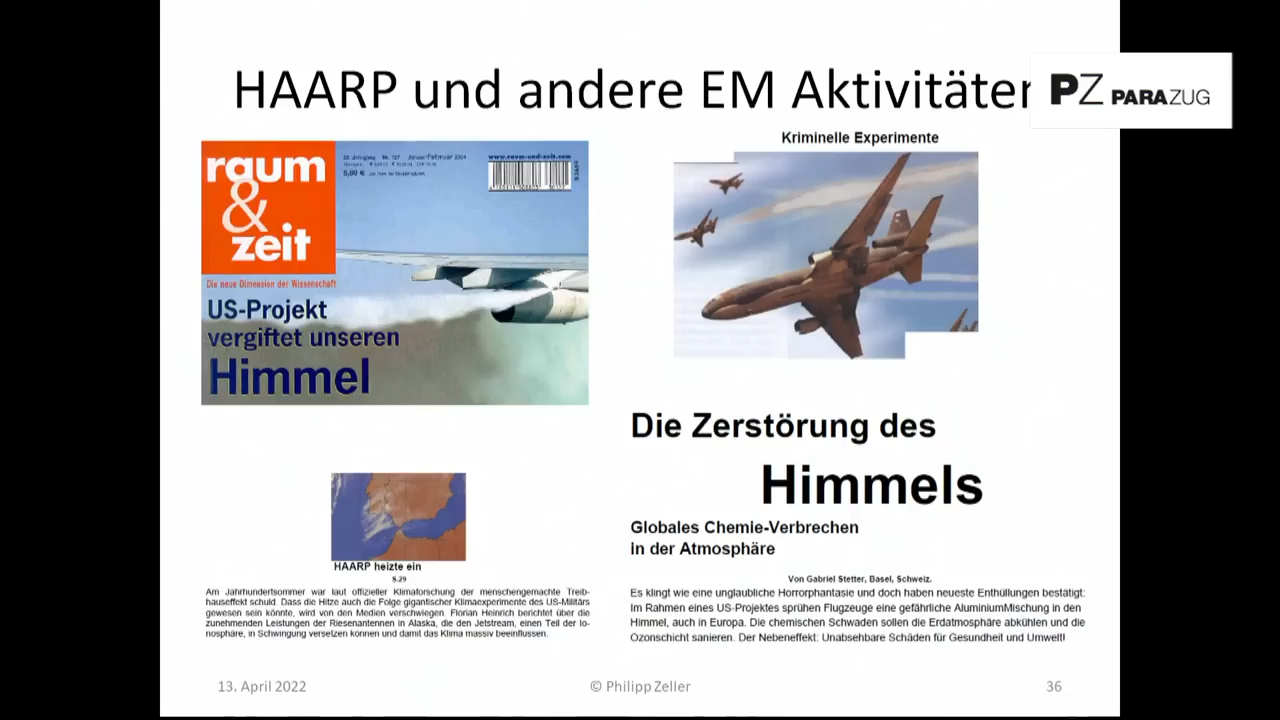 HAARP und andere EM Aktivitäten
PZ PARAZUG
raum
&
zeit
Januar/Februar 2004
www.raum-und-zeit.com
5,60 €
Die neue Dimension der Wissenschaft
US-Projekt
vergiftet unseren
Himmel
Kriminelle Experimente
Die Zerstörung des
Himmels
Globales Chemie-Verbrechen
in der Atmosphäre
HAARP heizte ein
S.29
Am Jahrhundertsommer war laut offizieller Klimaforschung der menschengemachte Treib-
hauseffekt schuld. Dass die Hitze auch die Folge gigantischer Klimaexperimente des US-Militärs
gewesen sein könnte, wird von den Medien verschwiegen. Florian Heinrich berichtet über die
zunehmenden Leistungen der Riesenantennen in Alaska, die den Jetstream, einen Teil der Io-
nosphäre, in Schwingung versetzen können und damit das Klima massiv beeinflussen.
Von Gabriel Stetter, Basel, Schweiz.
Es klingt wie eine unglaubliche Horrorphantasie und doch haben neueste Enthüllungen bestätigt:
Im Rahmen eines US-Projektes sprühen Flugzeuge eine gefährliche AluminiumMischung in den
Himmel, auch in Europa. Die chemischen Schwaden sollen die Erdatmosphäre abkühlen und die
Ozonschicht sanieren. Der Nebeneffekt: Unabsehbare Schäden für Gesundheit und Umwelt!
13. April 2022
© Philipp Zeller
36